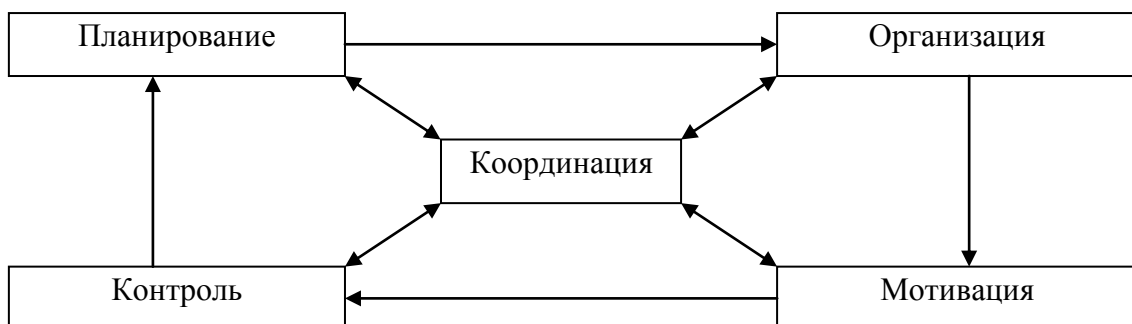 Планирование
Организация
Координация
Контроль
Мотивация